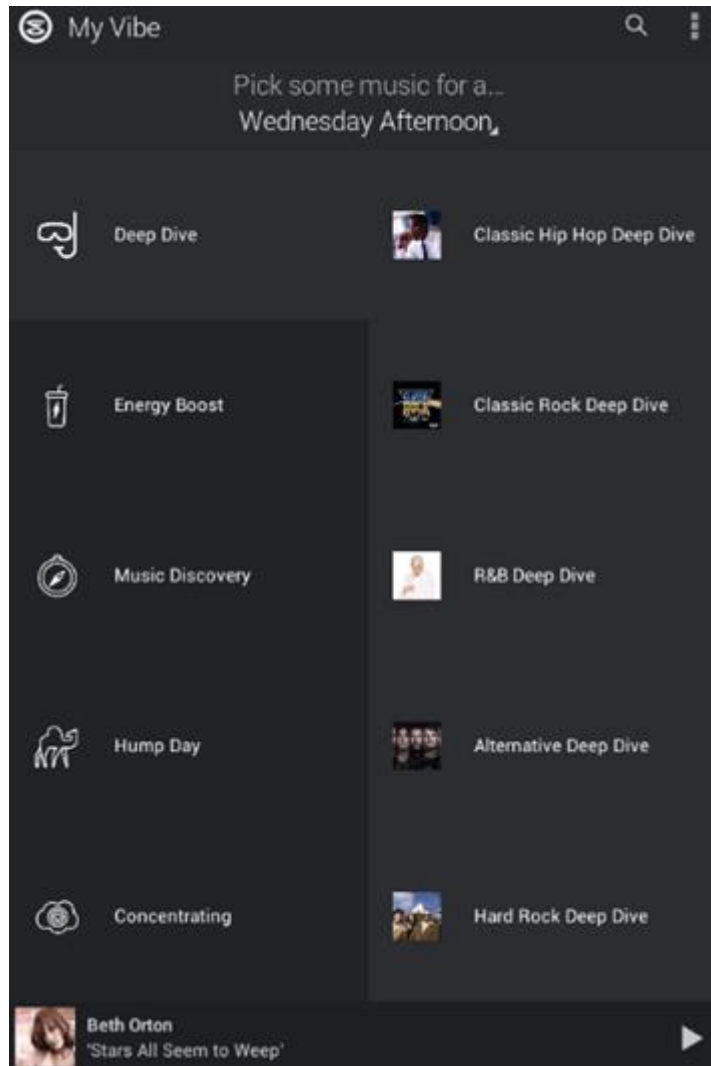 My Vibe
Pick some music for a...
Wednesday Afternoon
Deep Dive
Energy Boost
Music Discovery
Hump Day
Concentrating
Classic Hip Hop Deep Dive
Classic Rock Deep Dive
R&B Deep Dive
Alternative Deep Dive
Hard Rock Deep Dive
Beth Orton
'Stars All Seem to Weep'